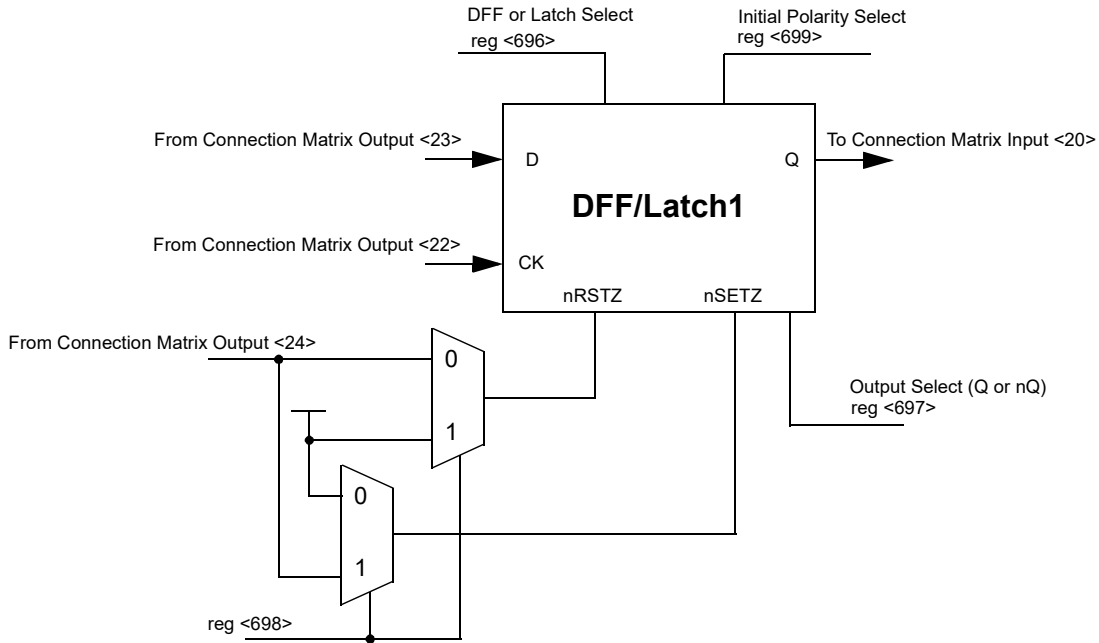 DFF or Latch Select
reg <696>
Initial Polarity Select
reg <699>
From Connection Matrix Output <23>
D
Q
To Connection Matrix Input <20>
DFF/Latch1
From Connection Matrix Output <22>
CK
nRSTZ
nSETZ
From Connection Matrix Output <24>
0
1
Output Select (Q or nQ)
reg <697>
0
1
reg <698>